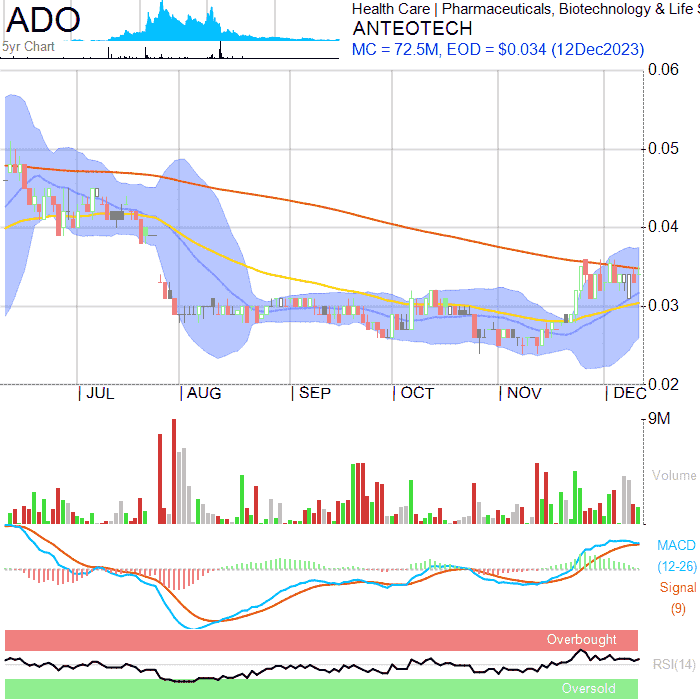 ADO
5yr Chart
Health Care | Pharmaceuticals, Biotechnology & Life S
ANTEOTECH
MC = 72.5M, EOD = $0.034 (12Dec2023)
0.06
0.05
0.04
0.03
0.02
| JUL | AUG | SEP | OCT | NOV | DEC
9M
Volume
MACD
(12-26)
Signal
(9)
Overbought
RSI(14)
Oversold